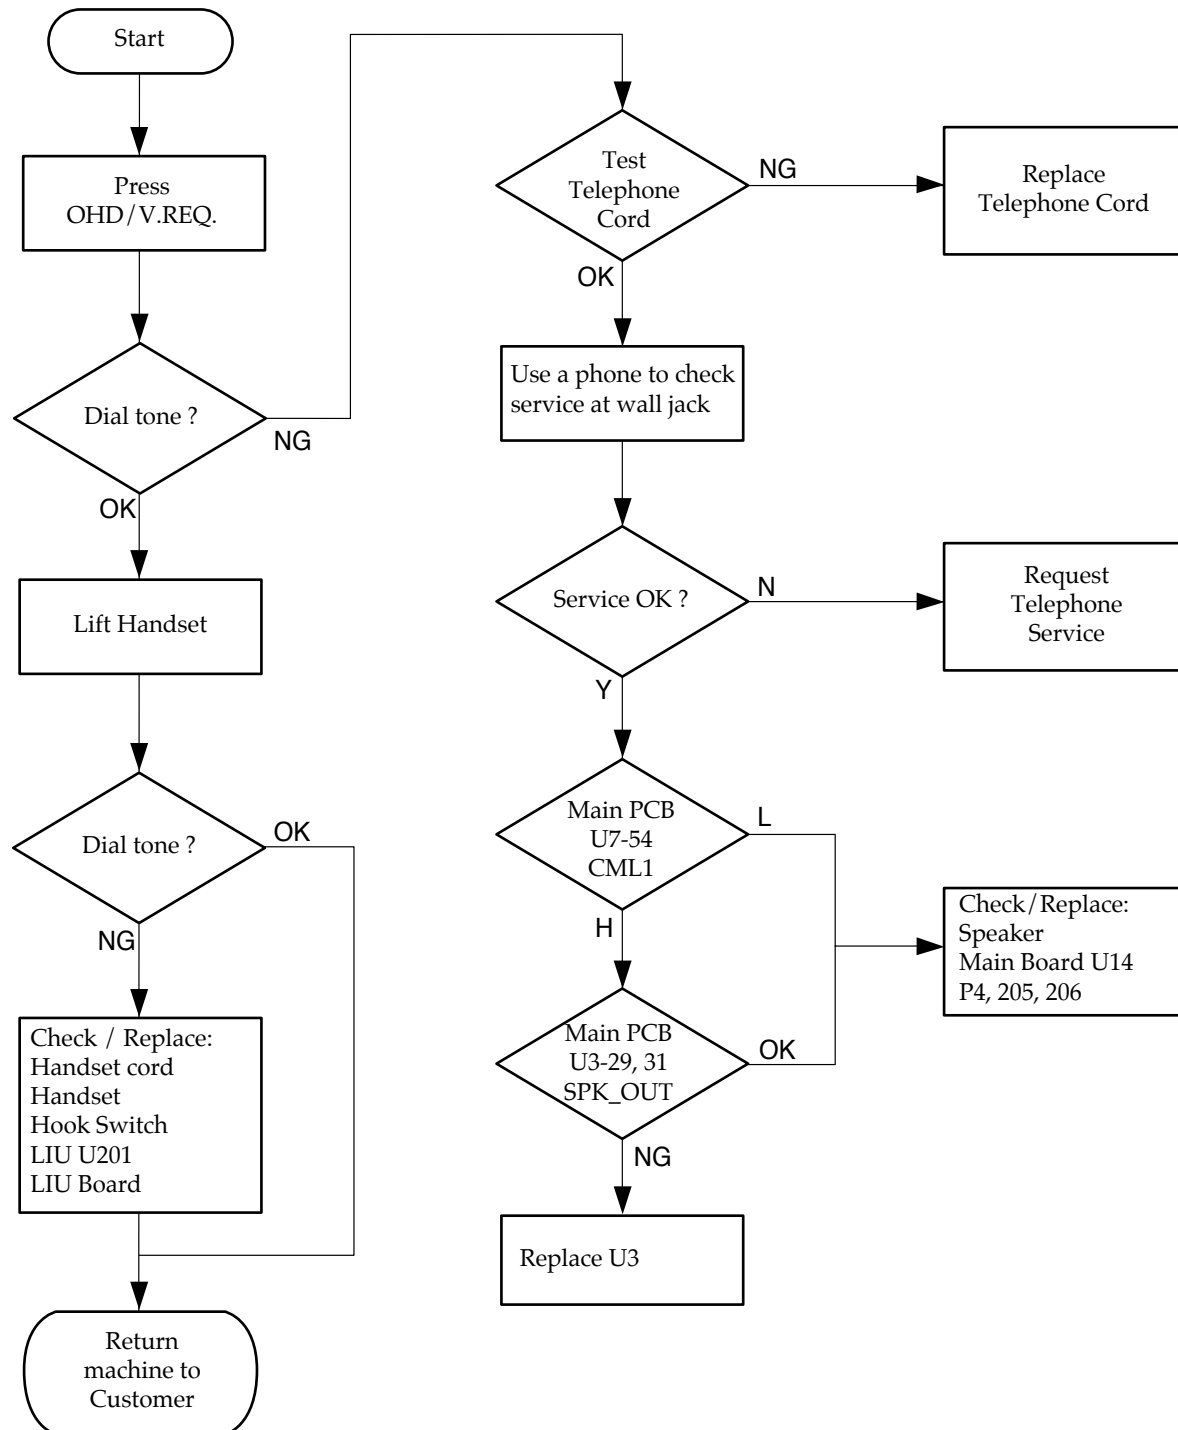 Start
Press
OHD/V.REQ.
Dial tone ?
NG
OK
Lift Handset
Dial tone ?
OK
NG
Check / Replace:
Handset cord
Handset
Hook Switch
LIU U201
LIU Board
Return
machine to
Customer
Test
Telephone
Cord
NG
Replace
Telephone Cord
OK
Use a phone to check
service at wall jack
Service OK ?
N
Request
Telephone
Service
Y
Main PCB
U7-54
CML1
L
H
Check/Replace:
Speaker
Main Board U14
P4, 205, 206
Main PCB
U3-29, 31
SPK_OUT
OK
NG
Replace U3